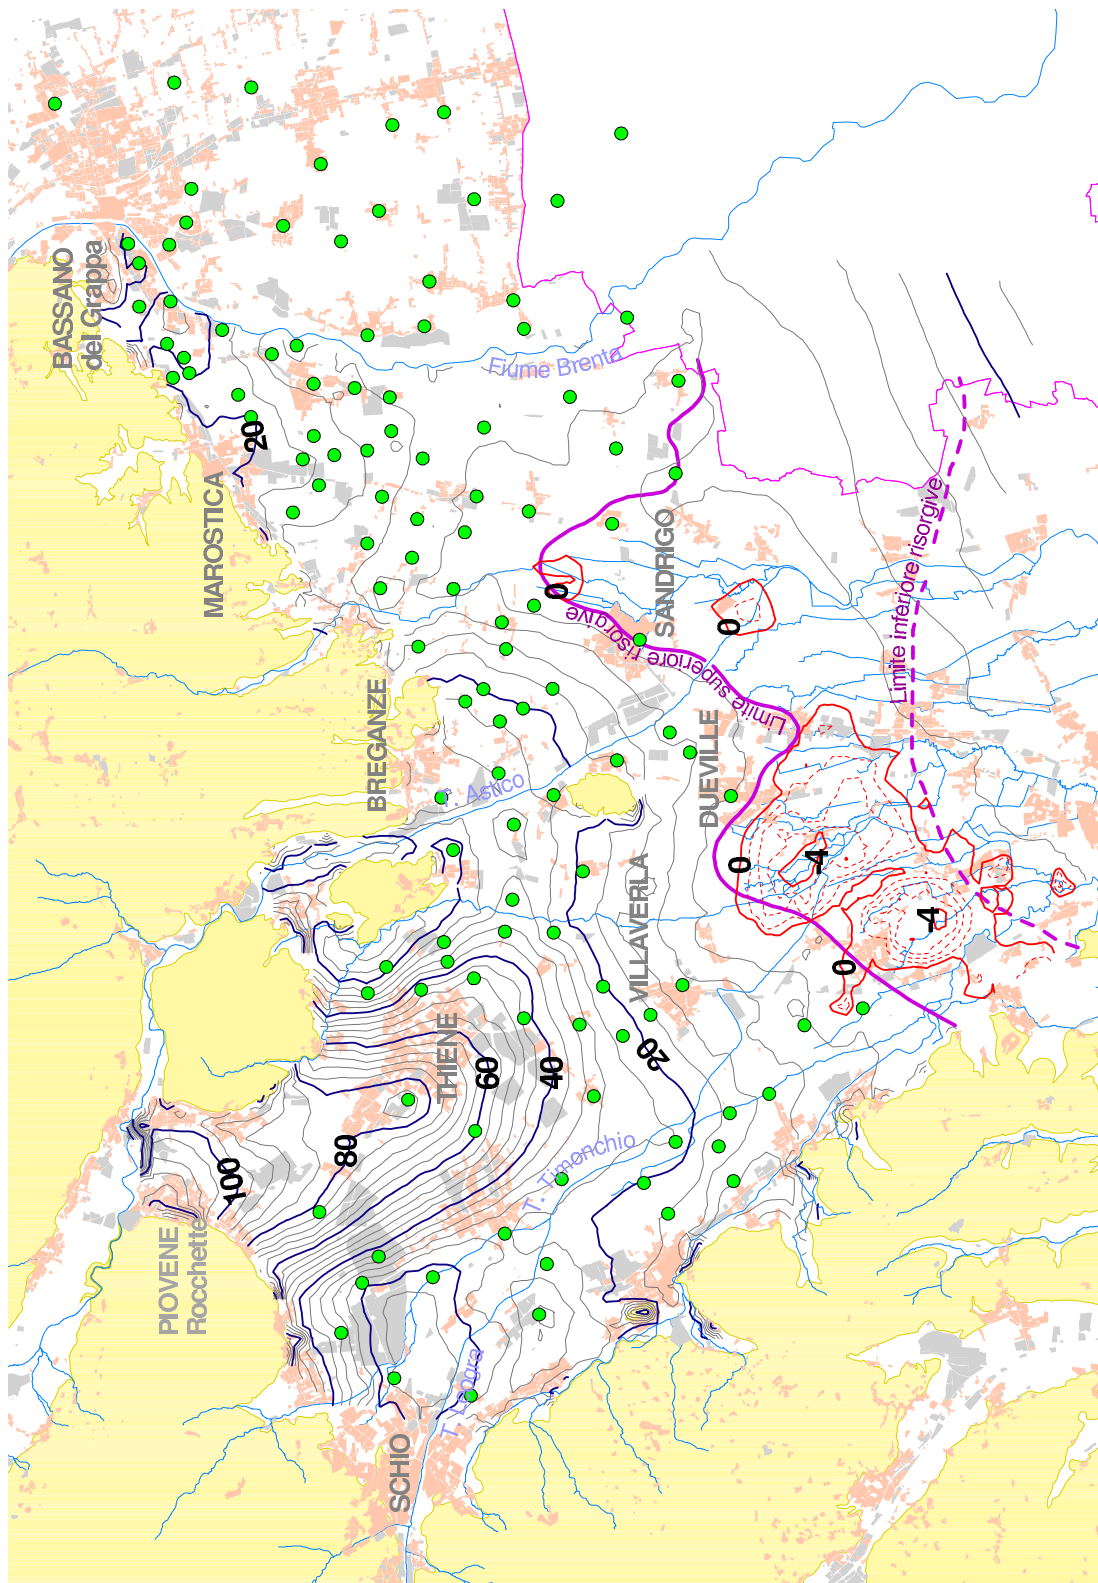 BASSANO
del Grappa
Fiume Brenta
20
MAROSTICA
0
SANDRIGO
0
Limite superiore risorgive
Limite inferiore risorgive
BREGANZE
T. Astico
DUEVILLE
0
-4
-4
0
VILLAVERLA
THIENE
60
40
20
80
100
T. Timonchio
PIOVENE
Rocchette
T. Leogra
SCHIO